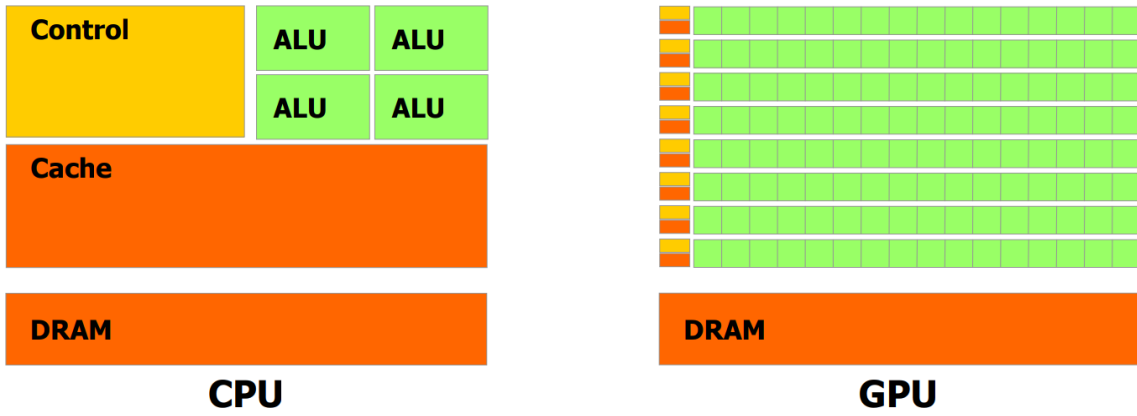 Control
ALU ALU
ALU ALU
Cache
DRAM
CPU
DRAM
GPU